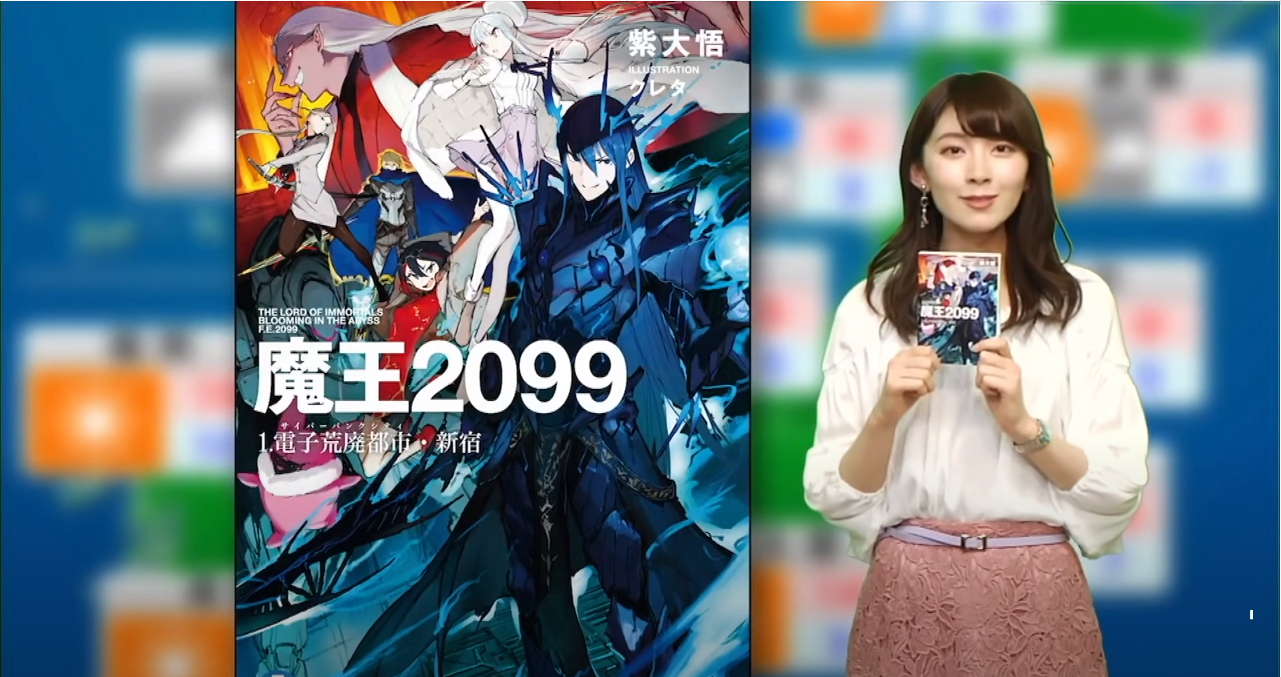 紫大悟
ILLUSTRATION
クレタ
THE LORD OF IMMORTALS
BLOOMING IN THE ABYSS
F.E.2099
魔王2099
サイバーパンクシティ
1.電子荒廃都市・新宿
魔王2099